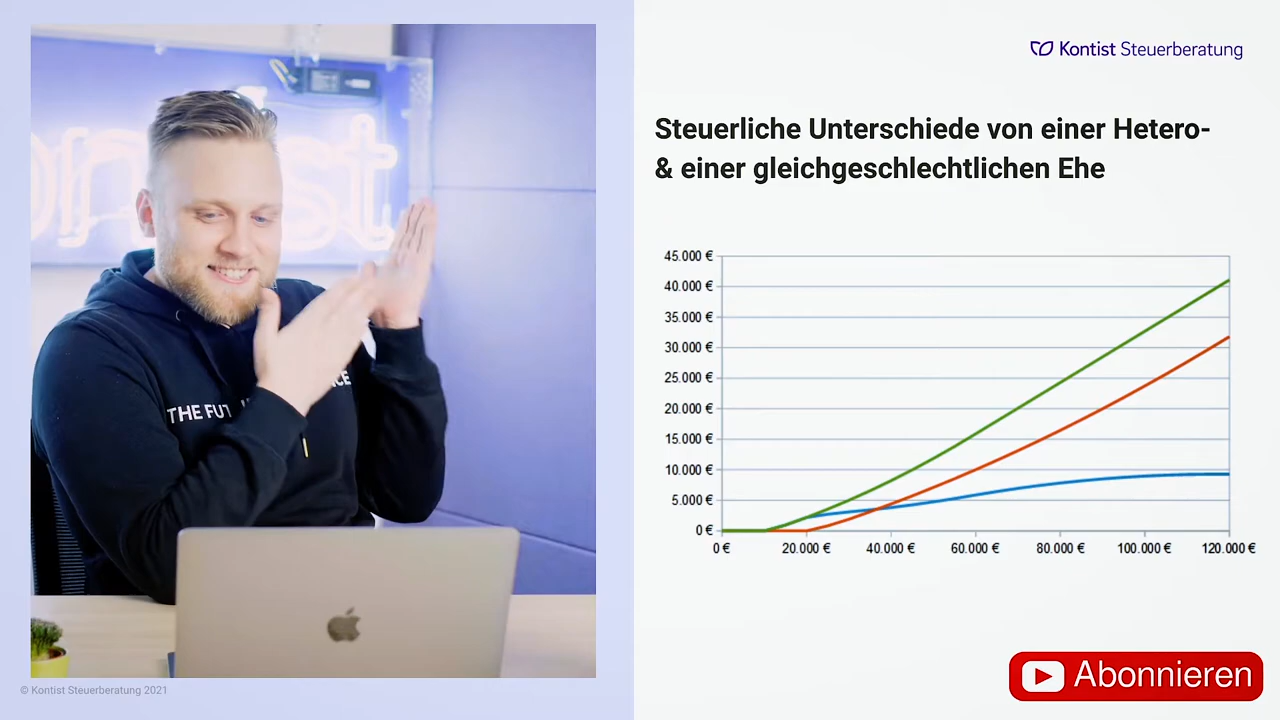 Kontist Steuerberatung
Steuerliche Unterschiede von einer Hetero-
& einer gleichgeschlechtlichen Ehe
45.000 €
40.000 €
35.000 €
30.000 €
25.000 €
20.000 €
15.000 €
10.000 €
5.000 €
0 €
0 € 20.000 € 40.000 € 60.000 € 80.000 € 100.000 € 120.000 €
THE FUT
Abonnieren
© Kontist Steuerberatung 2021